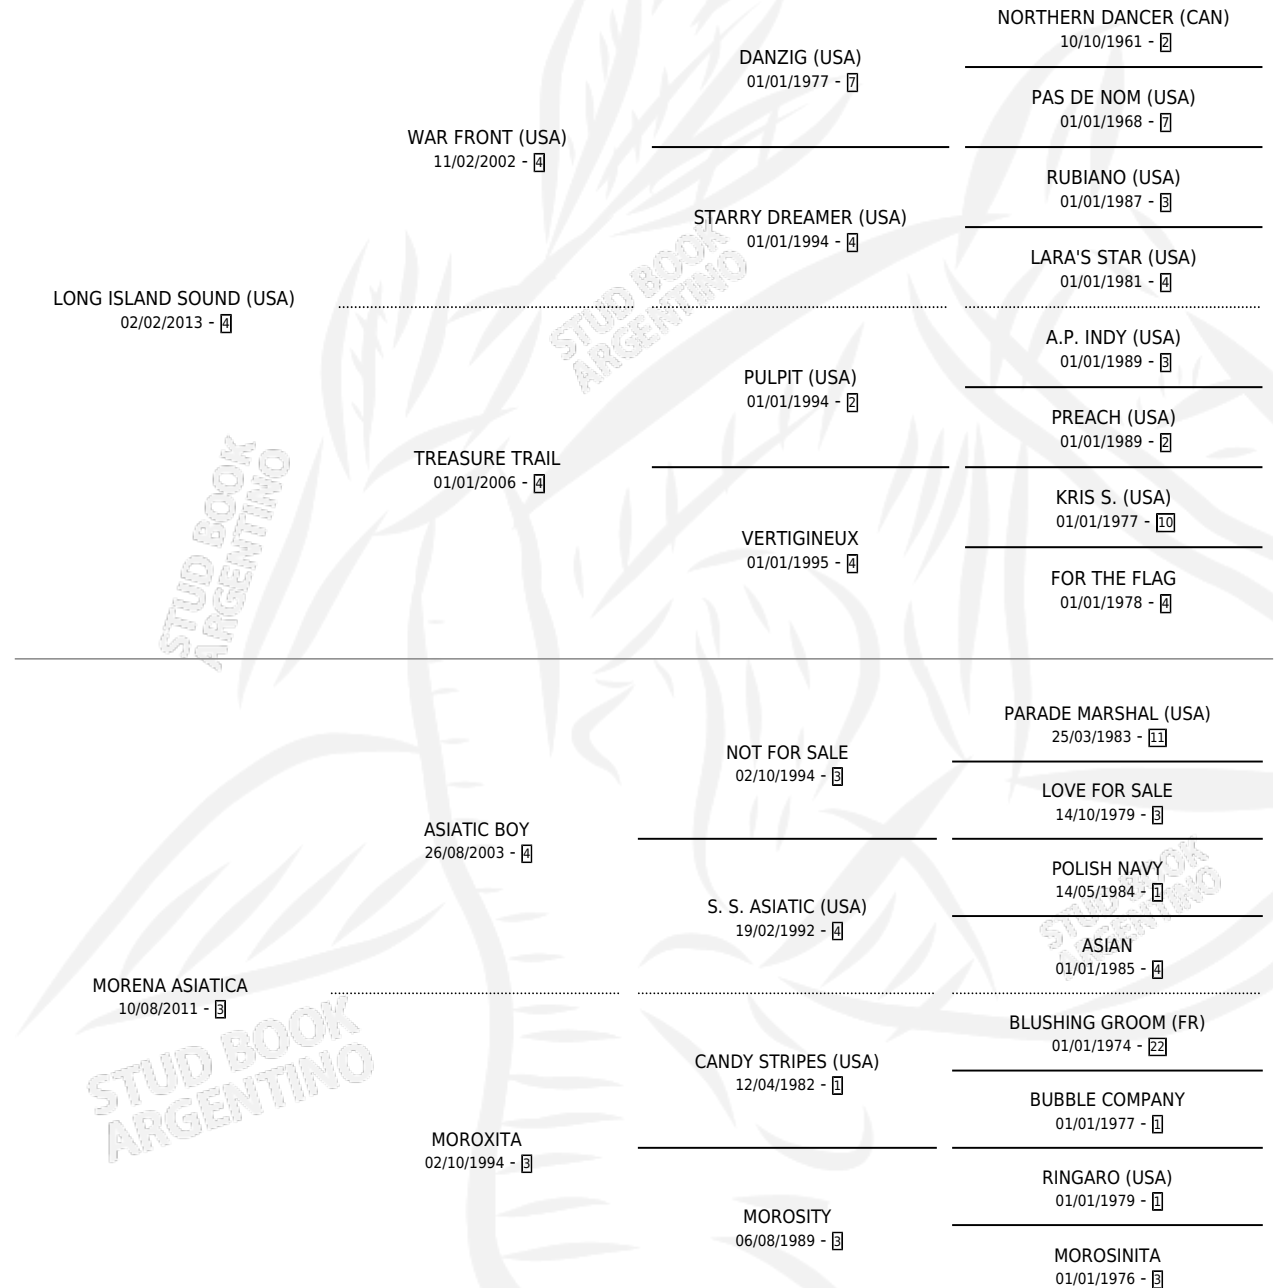 NORTHERN DANCER (CAN)
10/10/1961 - 2
DANZIG (USA)
01/01/1977 - 7
PAS DE NOM (USA)
01/01/1968 - 7
WAR FRONT (USA)
11/02/2002 - 4
RUBIANO (USA)
01/01/1987 - 3
STARRY DREAMER (USA)
01/01/1994 - 4
LARA'S STAR (USA)
01/01/1981 - 4
LONG ISLAND SOUND (USA)
02/02/2013 - 4
STUD BOOK
ARGENTINO
A.P. INDY (USA)
01/01/1989 - 3
PULPIT (USA)
01/01/1994 - 2
PREACH (USA)
01/01/1989 - 2
TREASURE TRAIL
01/01/2006 - 4
KRIS S. (USA)
01/01/1977 - 10
VERTIGINEUX
01/01/1995 - 4
FOR THE FLAG
01/01/1978 - 4
STUD BOOK
ARGENTINO
PARADE MARSHAL (USA)
25/03/1983 - 11
NOT FOR SALE
02/10/1994 - 3
LOVE FOR SALE
14/10/1979 - 3
ASIATIC BOY
26/08/2003 - 4
POLISH NAVY
14/05/1984 - 1
S. S. ASIATIC (USA)
19/02/1992 - 4
ASIAN
01/01/1985 - 4
STUD BOOK
ARGENTINO
MORENA ASIATICA
10/08/2011 - 3
BLUSHING GROOM (FR)
01/01/1974 - 22
CANDY STRIPES (USA)
12/04/1982 - 1
BUBBLE COMPANY
01/01/1977 - 1
STUD BOOK
ARGENTINO
MOROXITA
02/10/1994 - 3
RINGARO (USA)
01/01/1979 - 1
MOROSITY
06/08/1989 - 3
MOROSINITA
01/01/1976 - 3